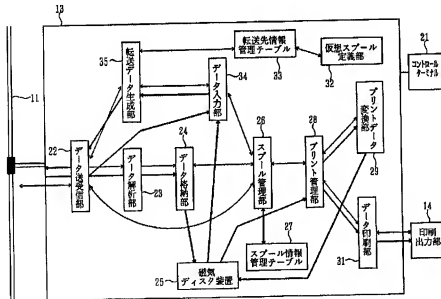 13
21
コントロール
ターミナル
転送先情報
管理テーブル
33
仮想スプール
定義部
32
35
転送データ生成部
34
データ入力部
11
22
データ送受信部
データ解析部
23
24
データ格納部
26
スプール管理部
28
プリント管理部
プリントデータ
変換部
29
27
スプール情報
管理テーブル
データ印刷部
31
14
印刷
出力部
25
磁気
ディスク装置